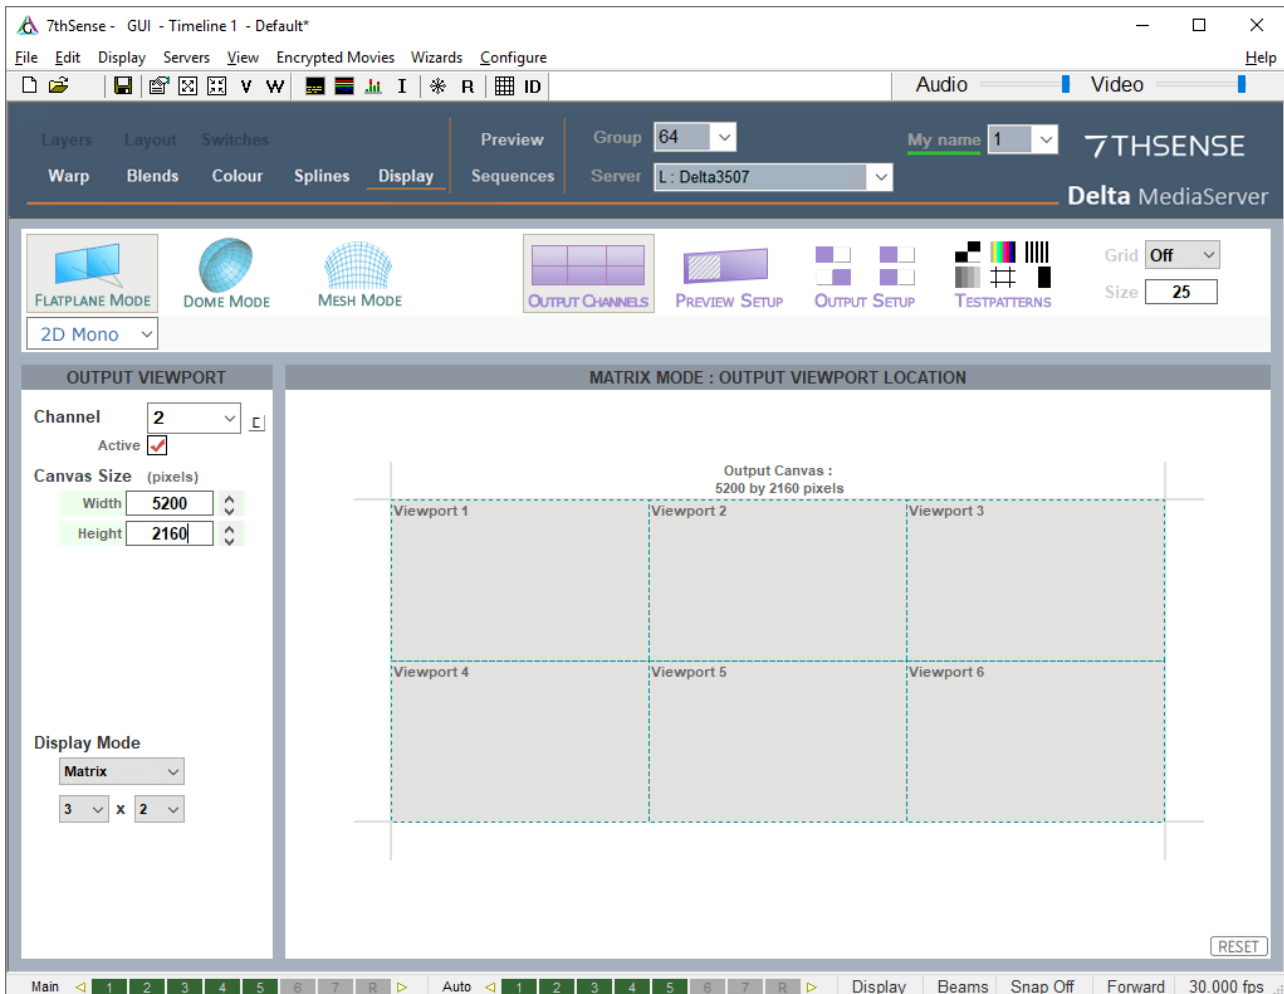 7thSense - GUI - Timeline 1 - Default*
File Edit Display Servers View Encrypted Movies Wizards Configure Help
V W I R ID Audio Video
Layers Layout Switches Preview Group 64 My name 1 7THSENSE
Warp Blends Colour Splines Display Sequences Server L : Delta3507
Delta MediaServer
Grid Off
FLATPLANE MODE DOME MODE MESH MODE OUTPUT CHANNELS PREVIEW SETUP OUTPUT SETUP TESTPATTERNS Size 25
2D Mono
OUTPUT VIEWPORT MATRIX MODE : OUTPUT VIEWPORT LOCATION
Channel 2
Active
Canvas Size (pixels)
Width 5200
Height 2160
Output Canvas :
5200 by 2160 pixels
Viewport 1 Viewport 2 Viewport 3
Viewport 4 Viewport 5 Viewport 6
Display Mode
Matrix
3 x 2
RESET
Main 1 2 3 4 5 6 7 R Auto 1 2 3 4 5 6 7 R Display Beams Snap Off Forward 30.000 fps